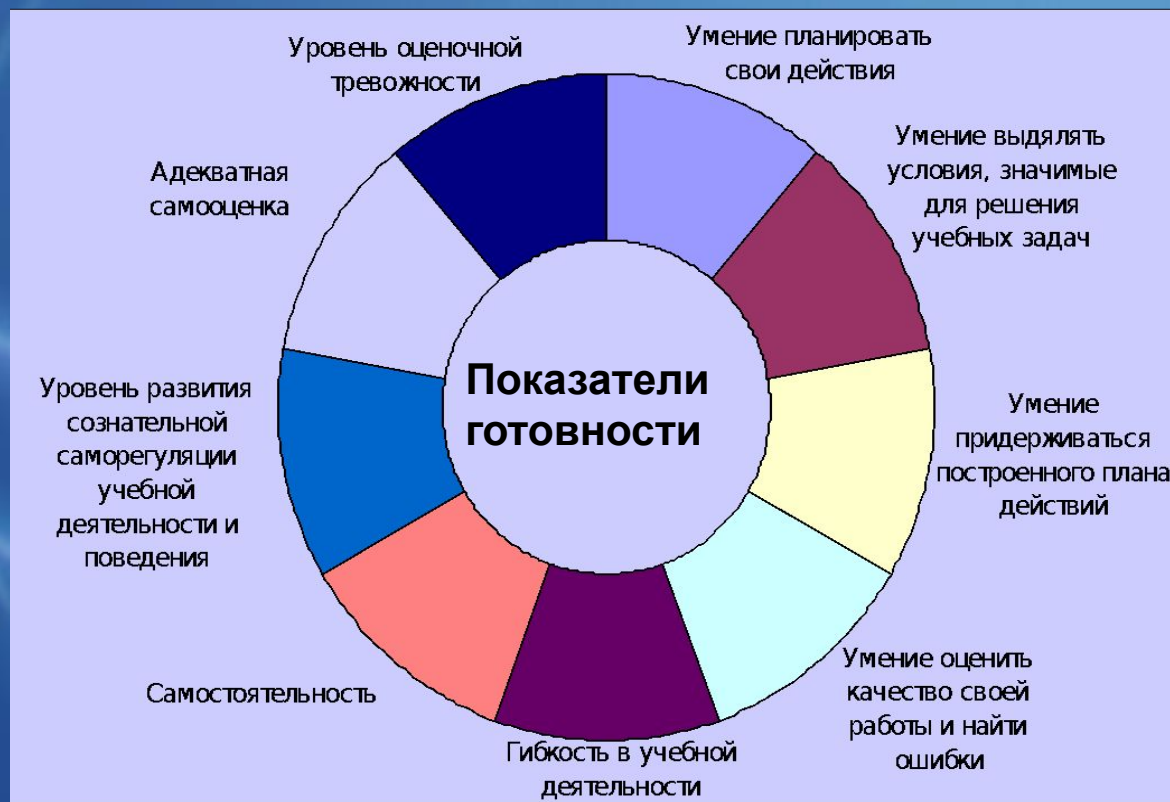 Уровень оценочной
тревожности
Умение планировать
свои действия
Умение выдялять
условия, значимые
для решения
учебных задач
Умение
придерживаться
построенного плана
действий
Умение оценить
качество своей
работы и найти
ошибки
Гибкость в учебной
деятельности
Самостоятельность
Уровень развития
сознательной
саморегуляции
учебной
деятельности и
поведения
Адекватная
самооценка
Показатели
готовности